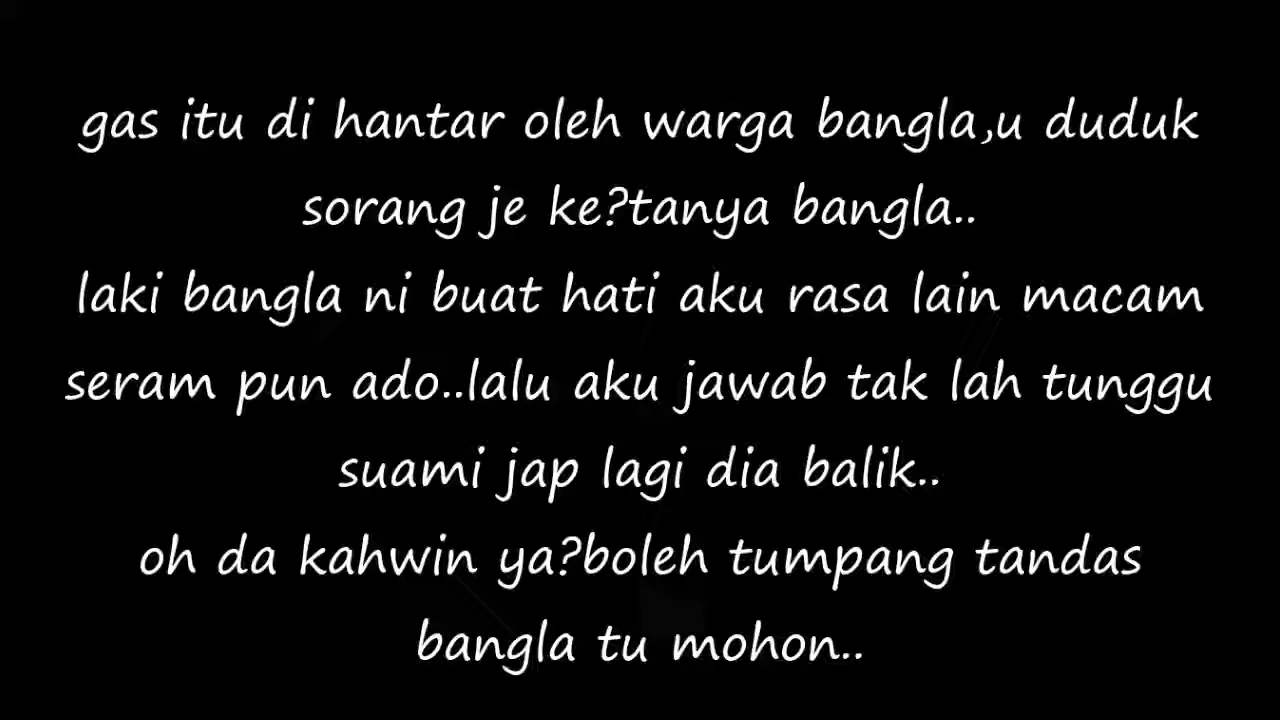 gas itu di hantar oleh warga bangla,u duduk
sorang je ke?tanya bangla..
laki bangla ni buat hati aku rasa lain macam
seram pun ado..lalu aku jawab tak lah tunggu
suami jap lagi dia balik..
oh da kahwin ya?boleh tumpang tandas
bangla tu mohon..